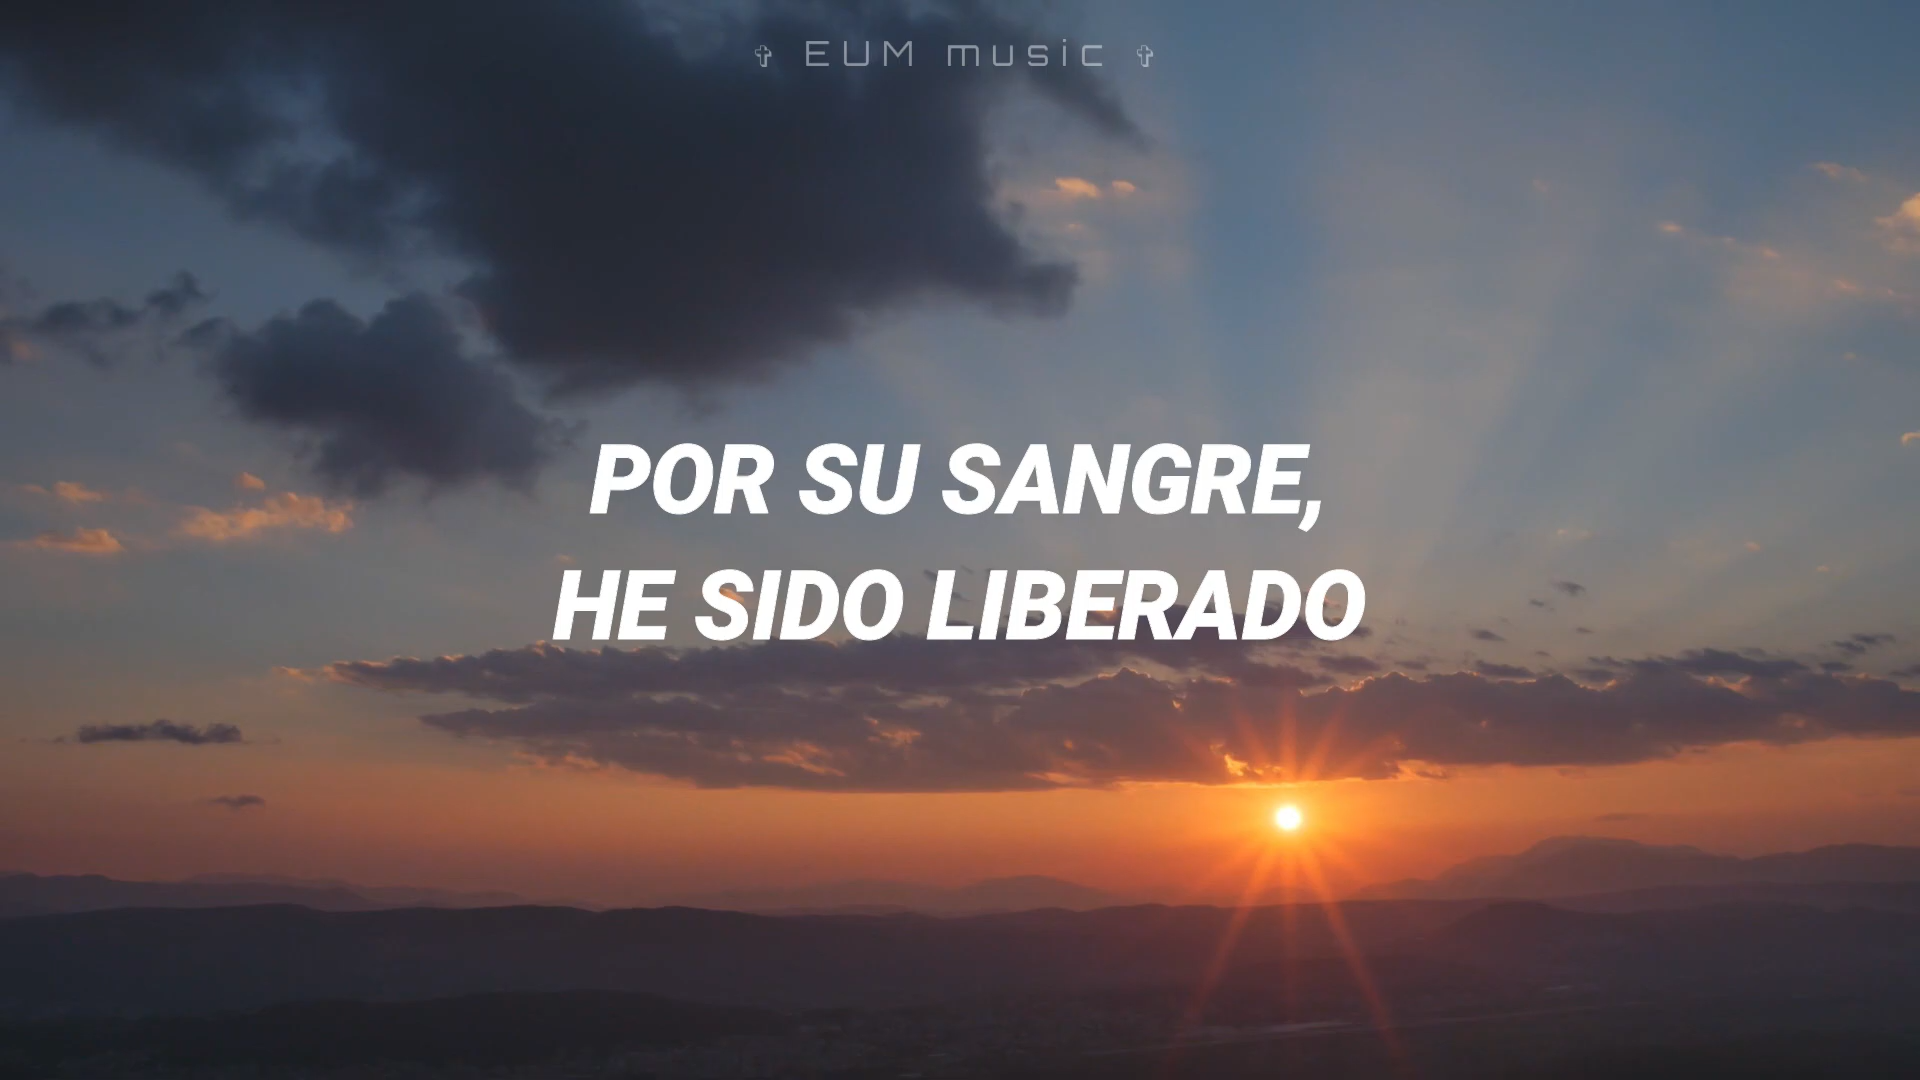 ✞ EUM music ✞
POR SU SANGRE,
HE SIDO LIBERADO